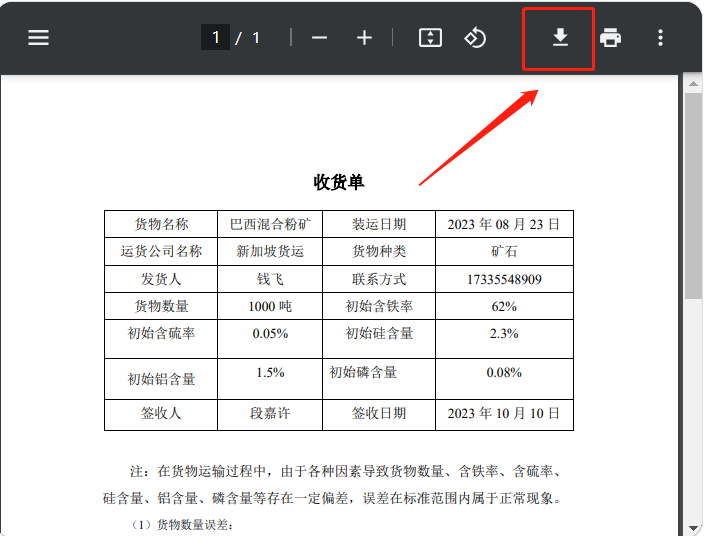 1 / 1
收货单
货物名称 巴西混合粉矿 装运日期 2023 年 08 月 23 日
运货公司名称 新加坡货运 货物种类 矿石
发货人 钱飞 联系方式 17335548909
货物数量 1000 吨 初始含铁率 62%
初始含硫率 0.05% 初始硅含量 2.3%
初始铝含量 1.5% 初始磷含量 0.08%
签收人 段嘉许 签收日期 2023 年 10 月 10 日
注：在货物运输过程中，由于各种因素导致货物数量、含铁率、含硫率、
硅含量、铝含量、磷含量等存在一定偏差，误差在标准范围内属于正常现象。
（1）货物数量误差：